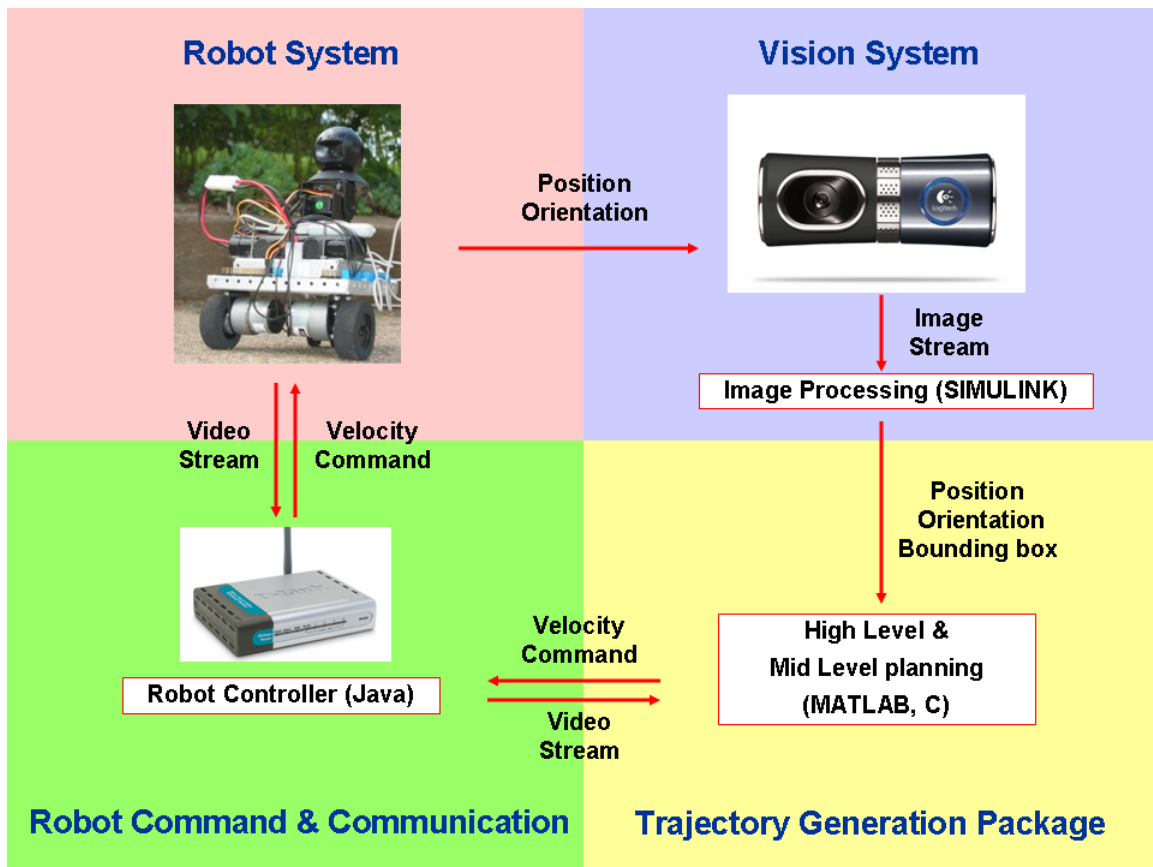 Robot System
Vision System
Position
Orientation
Logitech
Image
Stream
Image Processing (SIMULINK)
Video
Stream
Velocity
Command
Position
Orientation
Bounding box
D-Link
Velocity
Command
High Level &
Mid Level planning
(MATLAB, C)
Robot Controller (Java)
Video
Stream
Robot Command & Communication
Trajectory Generation Package